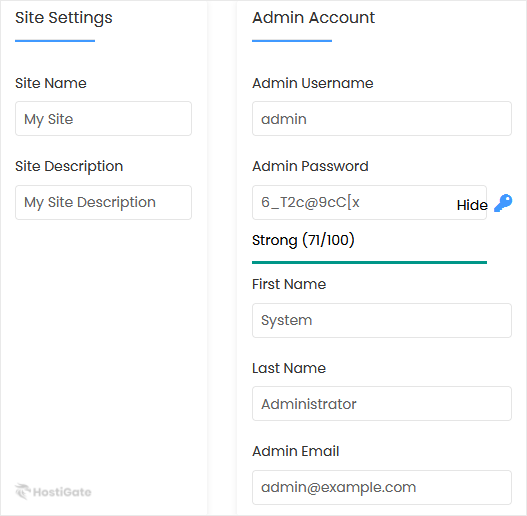 Site Settings
Site Name
My Site
Site Description
My Site Description
Admin Account
Admin Username
admin
Admin Password
6_T2c@9cC[x
Hide
Strong (71/100)
First Name
System
Last Name
Administrator
Admin Email
admin@example.com
HostiGate